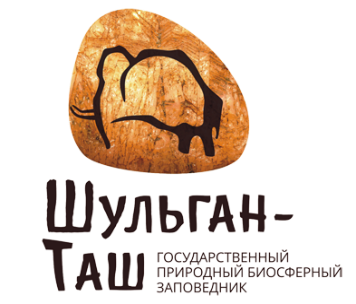 Шульган-
Таш
ГОСУДАРСТВЕННЫЙ
ПРИРОДНЫЙ БИОСФЕРНЫЙ
ЗАПОВЕДНИК